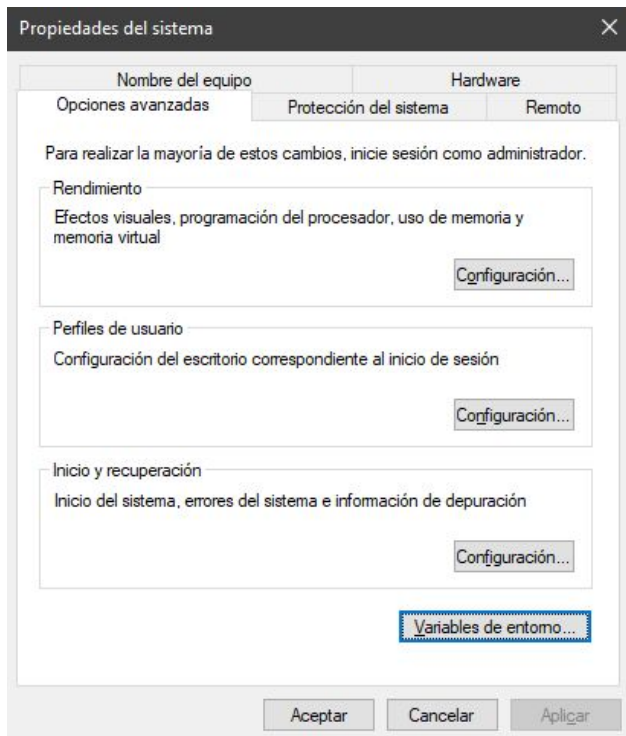 Propiedades del sistema
Nombre del equipo
Hardware
Opciones avanzadas
Protección del sistema
Remoto
Para realizar la mayoría de estos cambios, inicie sesión como administrador.
Rendimiento
Efectos visuales, programación del procesador, uso de memoria y
memoria virtual
Configuración...
Perfiles de usuario
Configuración del escritorio correspondiente al inicio de sesión
Configuración...
Inicio y recuperación
Inicio del sistema, errores del sistema e información de depuración
Configuración...
Variables de entorno...
Aceptar
Cancelar
Aplicar